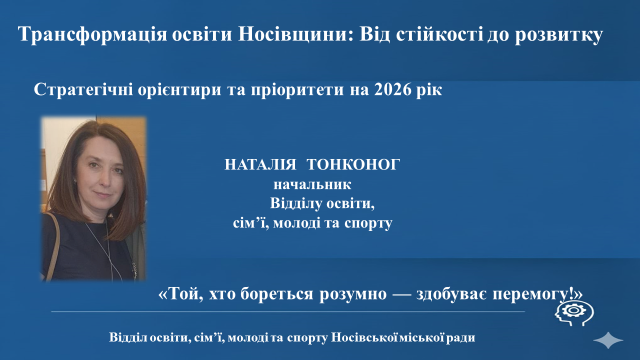 Трансформація освіти Носівщини: Від стійкості до розвитку
Стратегічні орієнтири та пріоритети на 2026 рік
НАТАЛІЯ ТОНКОНОГ
начальник
Відділу освіти,
сім’ї, молоді та спорту
«Той, хто бореться розумно — здобуває перемогу!»
Відділ освіти, сім’ї, молоді та спорту Носівської міської ради